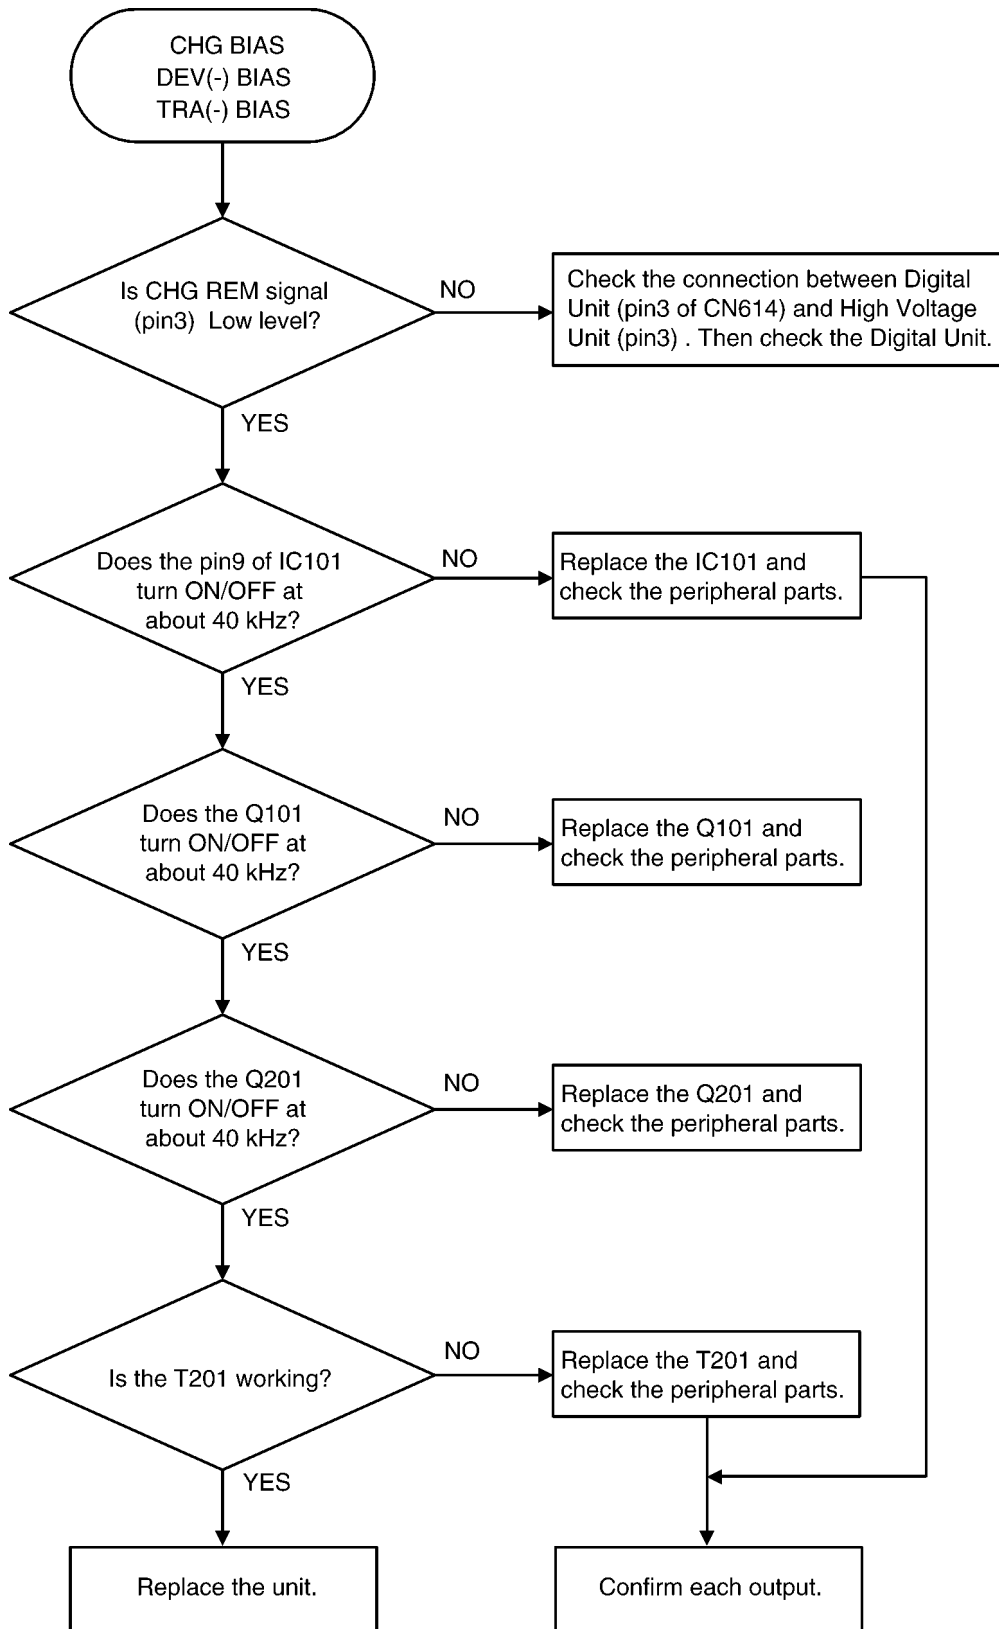 CHG BIAS
DEV(-) BIAS
TRA(-) BIAS
Is CHG REM signal
(pin3) Low level?
NO
Check the connection between Digital
Unit (pin3 of CN614) and High Voltage
Unit (pin3) . Then check the Digital Unit.
YES
Does the pin9 of IC101
turn ON/OFF at
about 40 kHz?
NO
Replace the IC101 and
check the peripheral parts.
YES
Does the Q101
turn ON/OFF at
about 40 kHz?
NO
Replace the Q101 and
check the peripheral parts.
YES
Does the Q201
turn ON/OFF at
about 40 kHz?
NO
Replace the Q201 and
check the peripheral parts.
YES
Is the T201 working?
NO
Replace the T201 and
check the peripheral parts.
YES
Replace the unit.
Confirm each output.